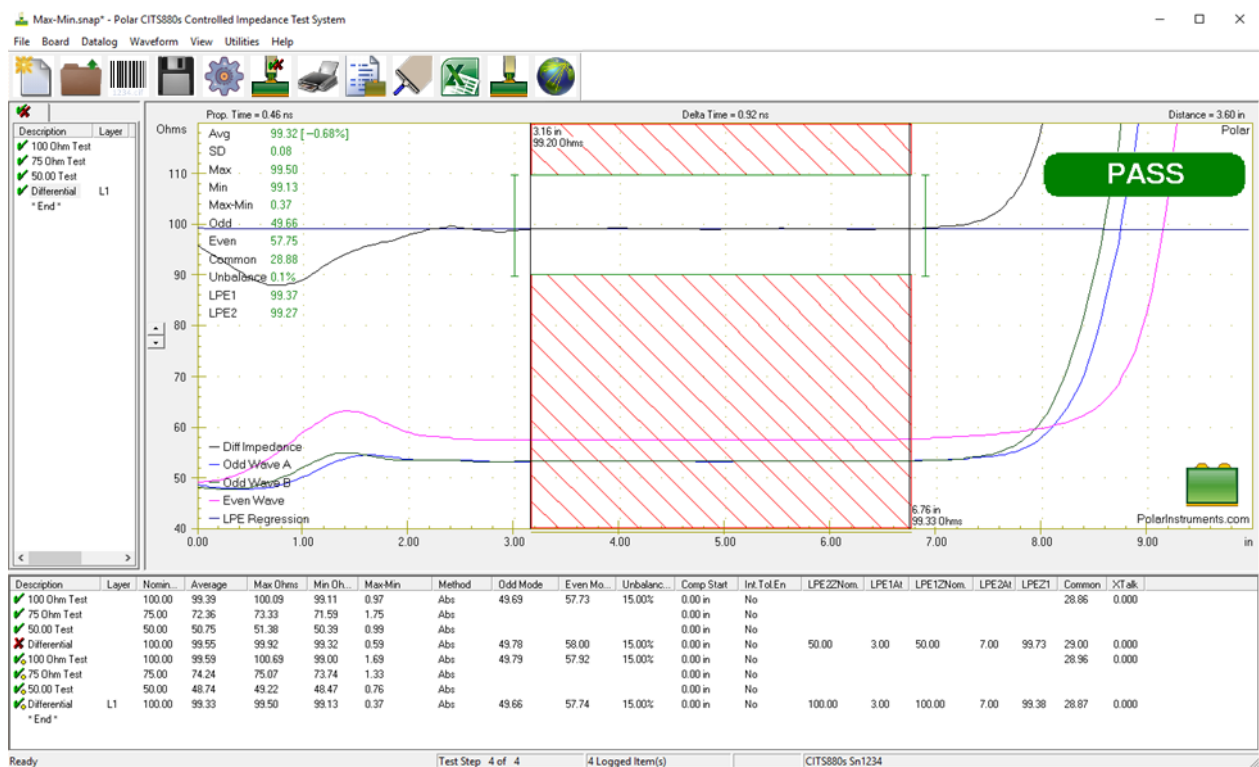 Max-Min.snap* - Polar CITS880s Controlled Impedance Test System
File Board Datalog Waveform View Utilities Help
Description Layer
100 Ohm Test
75 Ohm Test
50.00 Test
Differential L1
* End *
Prop. Time = 0.46 ns Delta Time = 0.92 ns Distance = 3.60 in
Ohms
Polar
PASS
Avg 99.32 [-0.68%]
SD 0.08
Max 99.50
Min 99.13
Max-Min 0.37
Odd 49.66
Even 57.75
Common 28.88
Unbalance 0.1%
LPE1 99.37
LPE2 99.27
3.16 in
99.20 Ohms
110
100
90
80
70
60
50
40
Diff Impedance
Odd Wave A
Odd Wave B
Even Wave
LPE Regression
6.76 in
99.33 Ohms
PolarInstruments.com
0.00 1.00 2.00 3.00 4.00 5.00 6.00 7.00 8.00 9.00 in
Description Layer Nomin... Average Max Ohms Min Oh... Max-Min Method Odd Mode Even Mo... Unbalanc... Comp Start Int.Tol.En LPE2ZNom. LPE1At LPE1ZNom. LPE2At LPEZ1 Common XTalk
100 Ohm Test 100.00 99.39 100.09 99.11 0.97 Abs 49.69 57.73 15.00% 0.00 in No 28.86 0.000
75 Ohm Test 75.00 72.36 73.33 71.59 1.75 Abs 0.00 in No
50.00 Test 50.00 50.75 51.38 50.39 0.99 Abs 0.00 in No
Differential 100.00 99.55 99.92 99.32 0.59 Abs 49.78 58.00 15.00% 0.00 in No 50.00 3.00 50.00 7.00 99.73 29.00 0.000
100 Ohm Test 100.00 99.59 100.69 99.00 1.69 Abs 49.79 57.92 15.00% 0.00 in No 28.96 0.000
75 Ohm Test 75.00 74.24 75.07 73.74 1.33 Abs 0.00 in No
50.00 Test 50.00 48.74 49.22 48.47 0.76 Abs 0.00 in No
Differential L1 100.00 99.33 99.50 99.13 0.37 Abs 49.66 57.74 15.00% 0.00 in No 100.00 3.00 100.00 7.00 99.38 28.87 0.000
* End *
Ready Test Step 4 of 4 4 Logged Item(s) CITS880s Sn1234